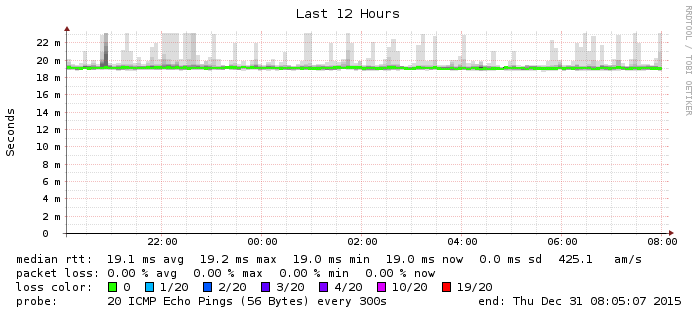 Last 12 Hours
RRDTOOL / TOBI OETIKER
Seconds
22 m
20 m
18 m
16 m
14 m
12 m
10 m
8 m
6 m
4 m
2 m
0
22:00 00:00 02:00 04:00 06:00 08:00
median rtt: 19.1 ms avg 19.2 ms max 19.0 ms min 19.0 ms now 0.0 ms sd 425.1 am/s
packet loss: 0.00 % avg 0.00 % max 0.00 % min 0.00 % now
loss color: 0 1/20 2/20 3/20 4/20 10/20 19/20
probe: 20 ICMP Echo Pings (56 Bytes) every 300s end: Thu Dec 31 08:05:07 2015